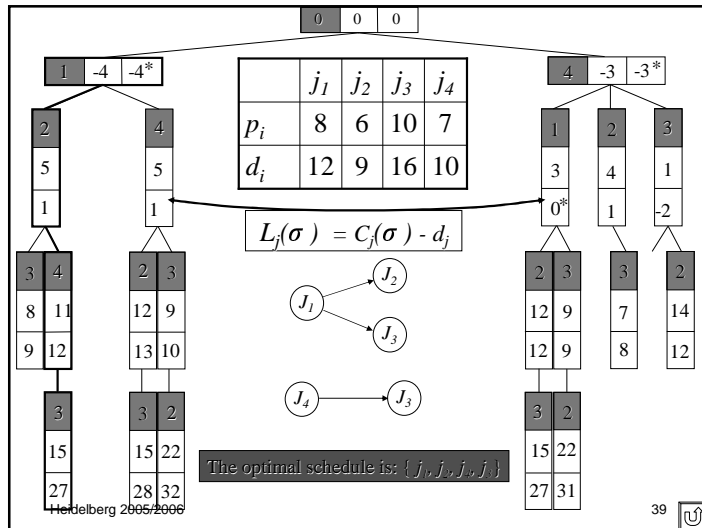 0 0 0
1 -4 -4*
4 -3 -3*
j1 j2 j3 j4
pi 8 6 10 7
di 12 9 16 10
2 4 1 2 3
5 5 3 4 1
1 1 0* 1 -2
Lj(σ) = Cj(σ) - dj
3 4 2 3 2 3 3 2
8 11 12 9 12 9 7 14
9 12 13 10 12 9 8 12
J1 J2
J3
J4 J3
3 3 2 3 2
15 15 22 15 22
27 28 32 27 31
The optimal schedule is: { j , j , j , j }
Heidelberg 2005/2006
39